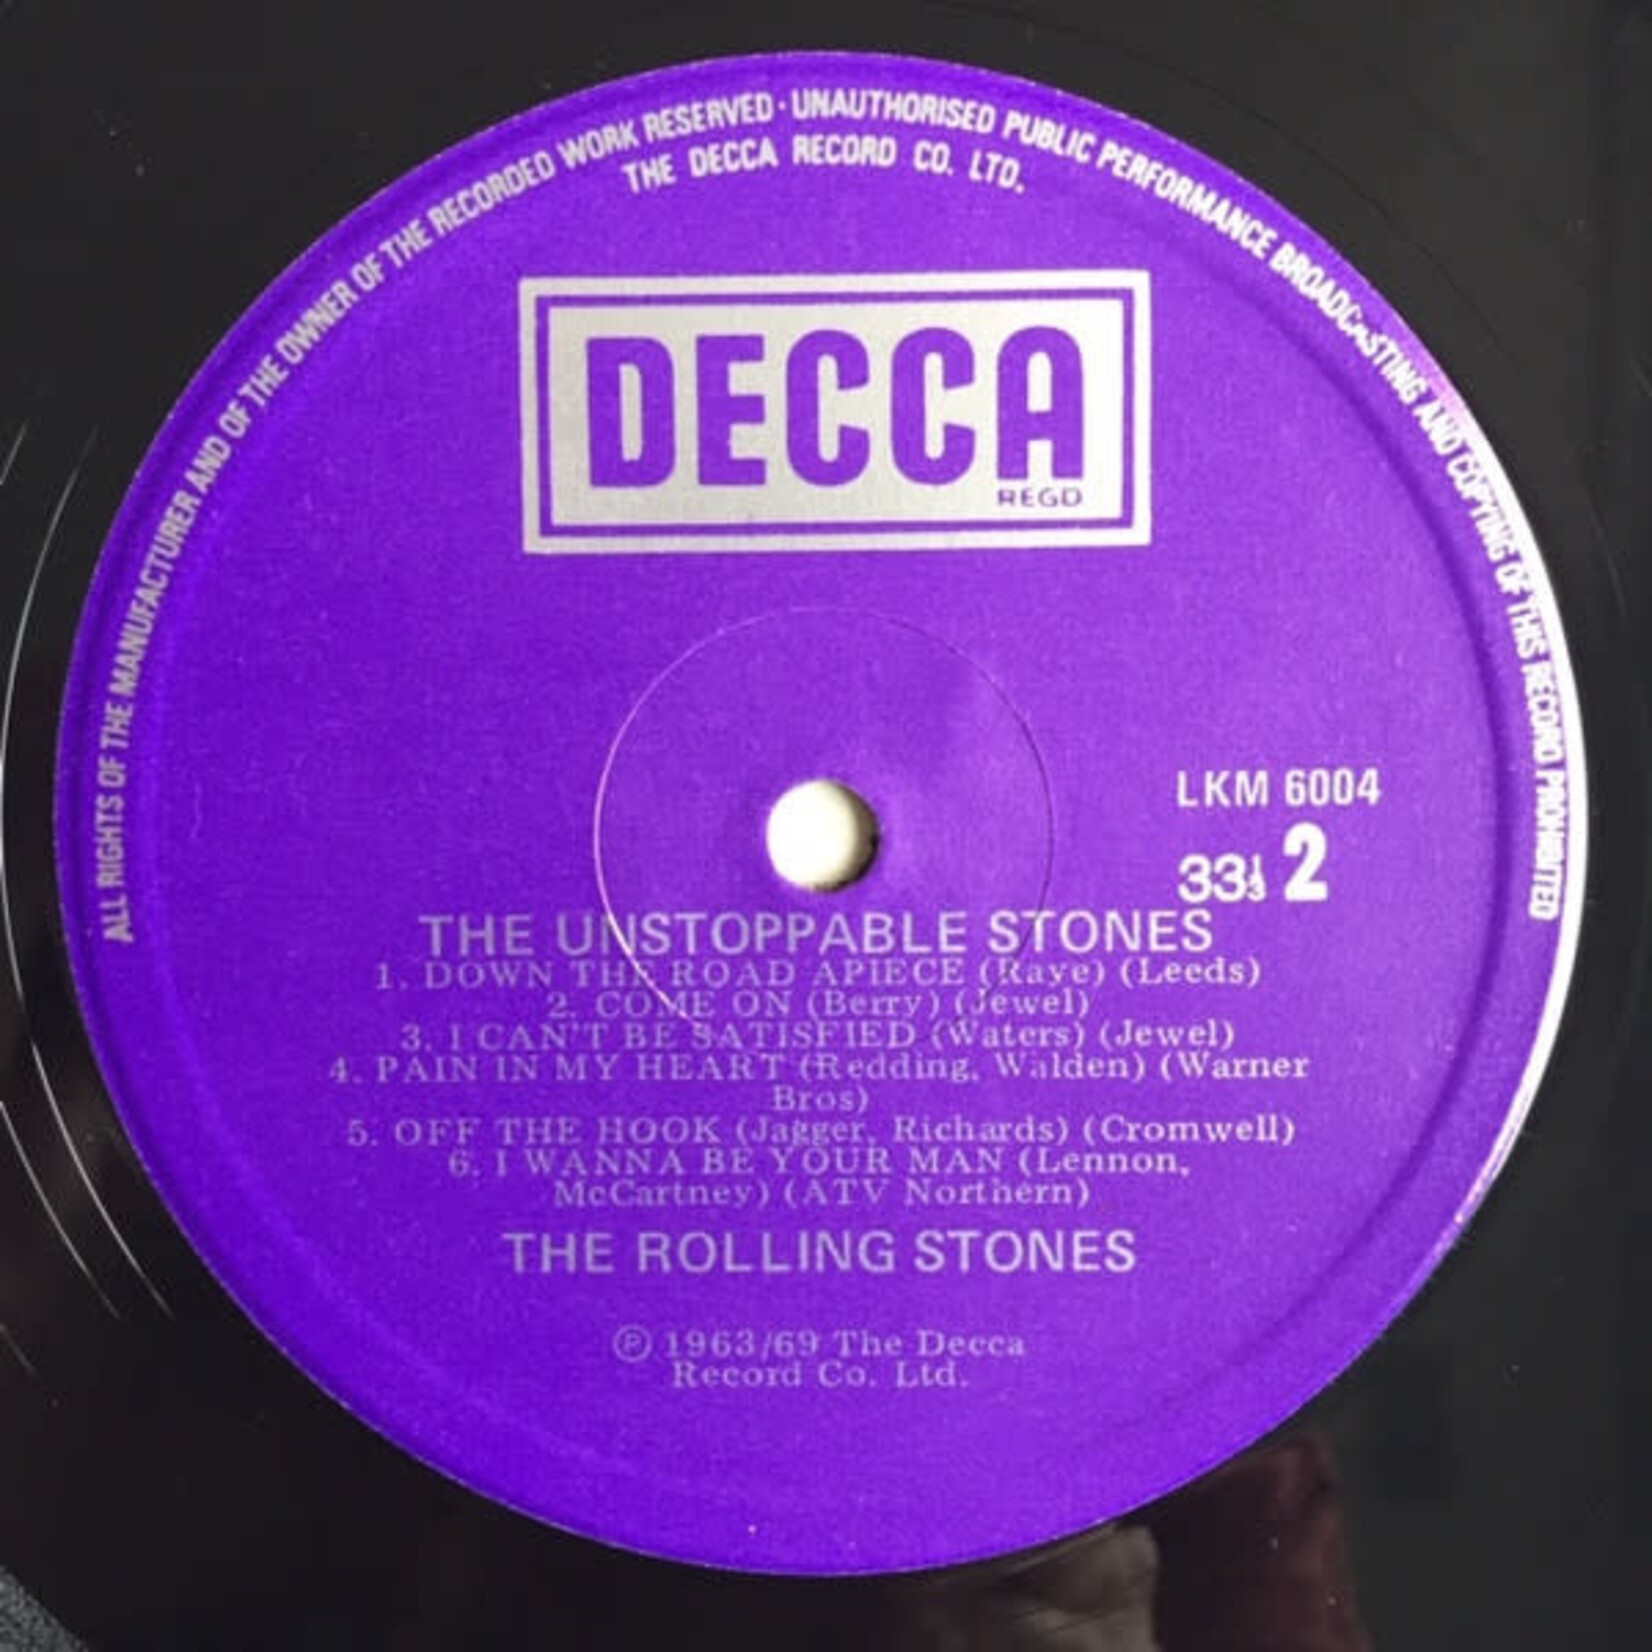 ALL RIGHTS OF THE MANUFACTURER AND OF THE OWNER OF THE RECORDED WORK RESERVED · UNAUTHORISED PUBLIC PERFORMANCE BROADCASTING AND COPYING OF THIS RECORD PROHIBITED
THE DECCA RECORD CO. LTD.
DECCA
REGD
LKM 6004
33⅓ 2
THE UNSTOPPABLE STONES
1. DOWN THE ROAD APIECE (Raye) (Leeds)
2. COME ON (Berry) (Jewel)
3. I CAN'T BE SATISFIED (Waters) (Jewel)
4. PAIN IN MY HEART (Redding, Walden) (Warner
Bros)
5. OFF THE HOOK (Jagger, Richards) (Cromwell)
6. I WANNA BE YOUR MAN (Lennon,
McCartney) (ATV Northern)
THE ROLLING STONES
℗ 1963/69 The Decca
Record Co. Ltd.